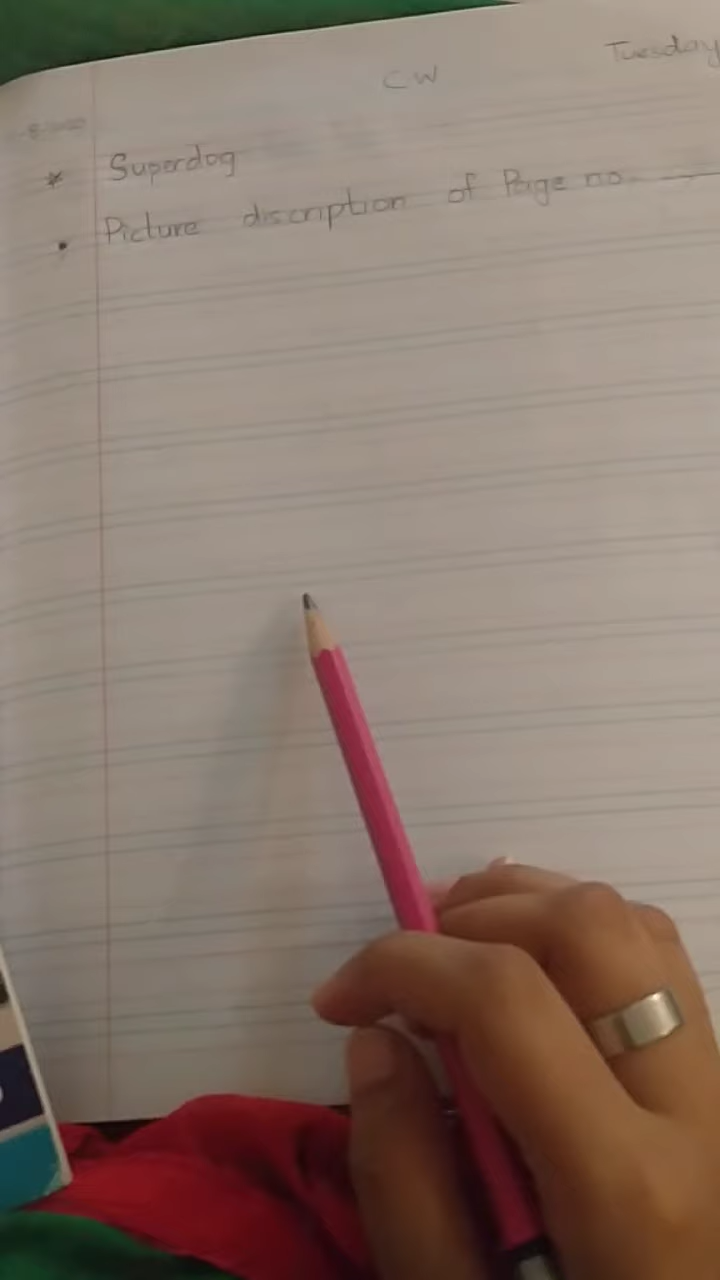 CW Tuesday
* Superdog
• Picture discription of Page no —